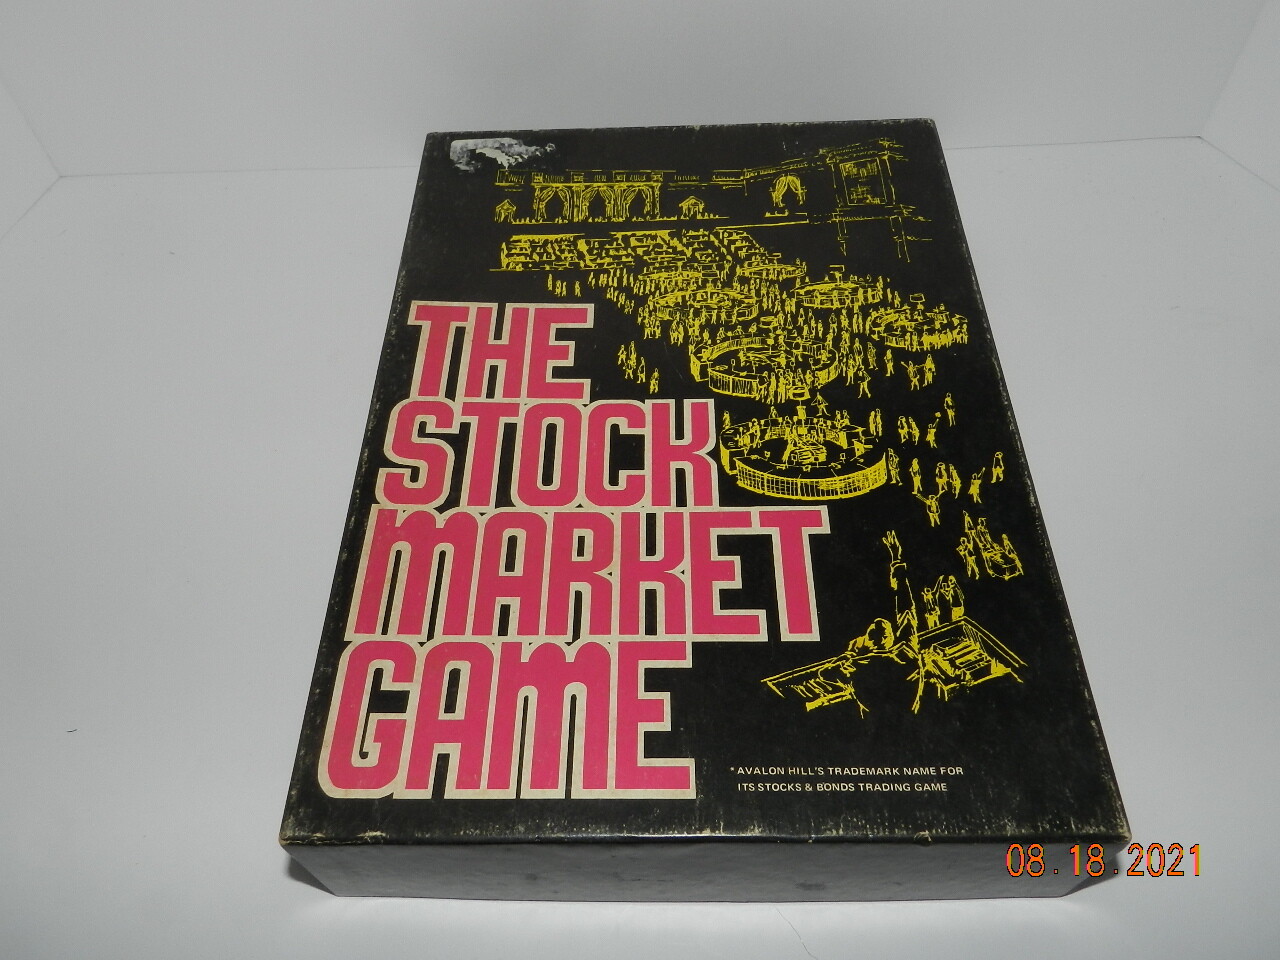 THE
STOCK
MARKET
GAME
*AVALON HILL'S TRADEMARK NAME FOR
ITS STOCKS & BONDS TRADING GAME
08.18.2021